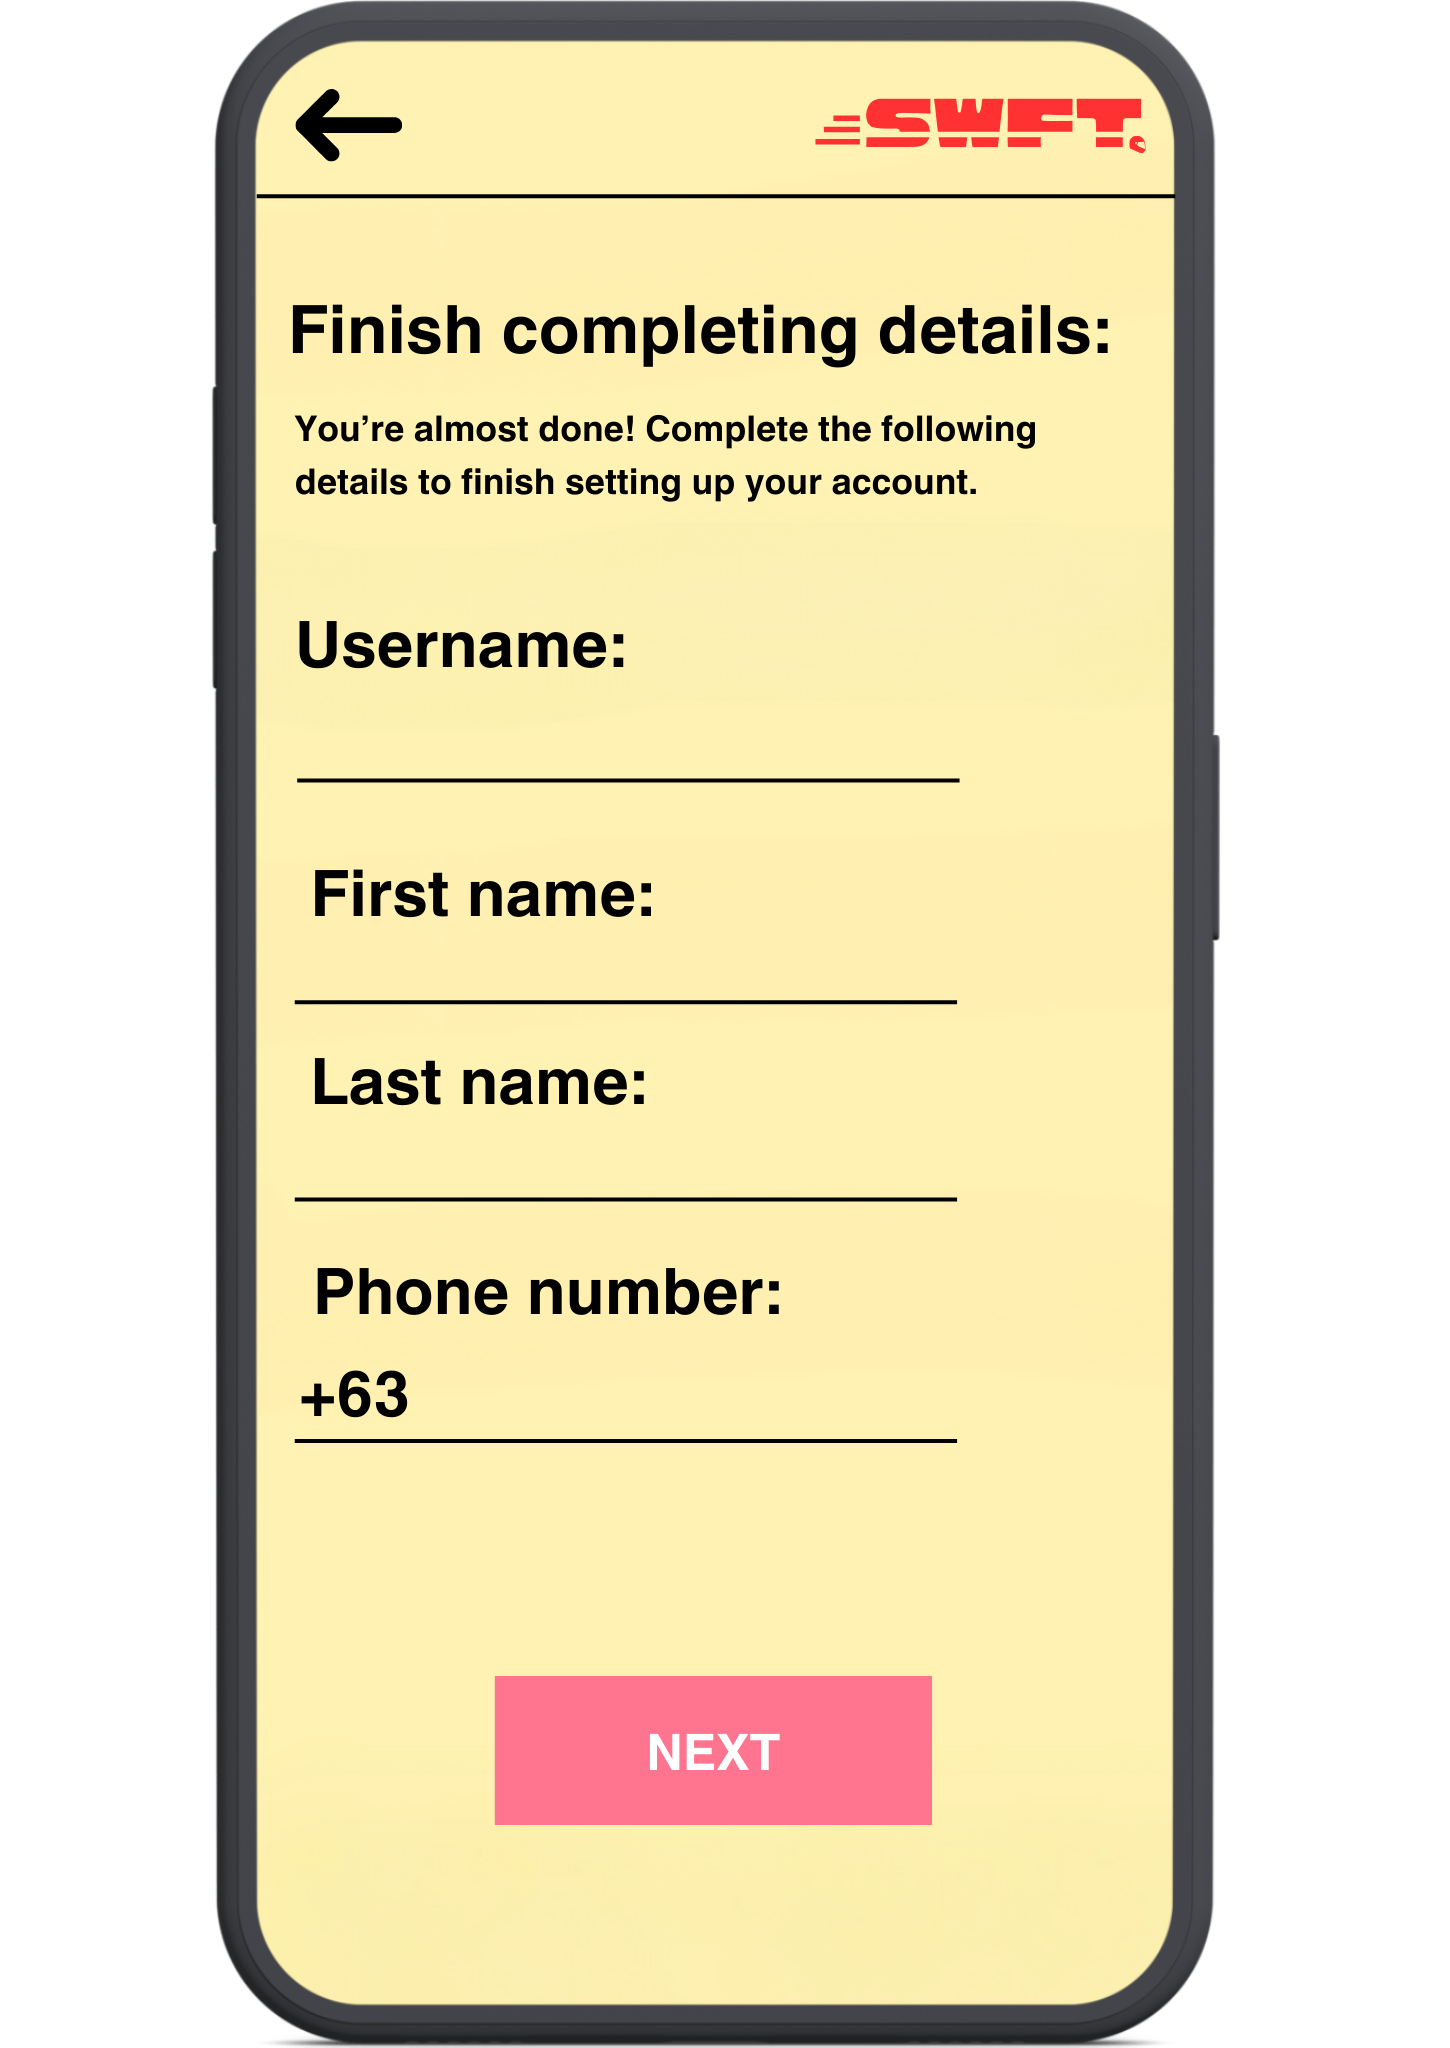 SWFT
Finish completing details:
You’re almost done! Complete the following
details to finish setting up your account.
Username:
First name:
Last name:
Phone number:
+63
NEXT